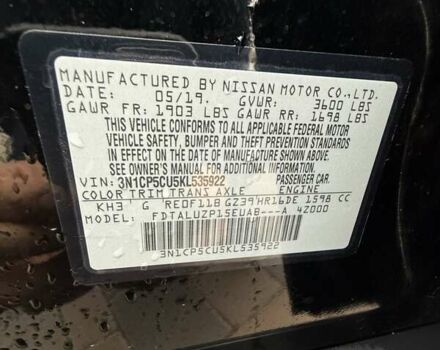 MANUFACTURED BY NISSAN MOTOR CO.,LTD.
DATE: 05/19. GVWR: 3600 LBS
GAWR FR: 1903 LBS GAWR RR: 1698 LBS
THIS VEHICLE CONFORMS TO ALL APPLICABLE FEDERAL MOTOR
VEHICLE SAFETY, BUMPER AND THEFT PREVENTION STANDARDS
IN EFFECT ON THE DATE OF MANUFACTURE SHOWN ABOVE.
SEE OWNER'S MANUAL FOR ADDITIONAL INFORMATION.
VIN: 3N1CP5CU5KL535922 PASSENGER CAR.
COLOR TRIM TRANS AXLE ENGINE
KH3 G RE0F11B GZ39 HR16DE 1598 CC
MODEL: FDTALUZP15EUAB---A 4Z000
3N1CP5CU5KL535922